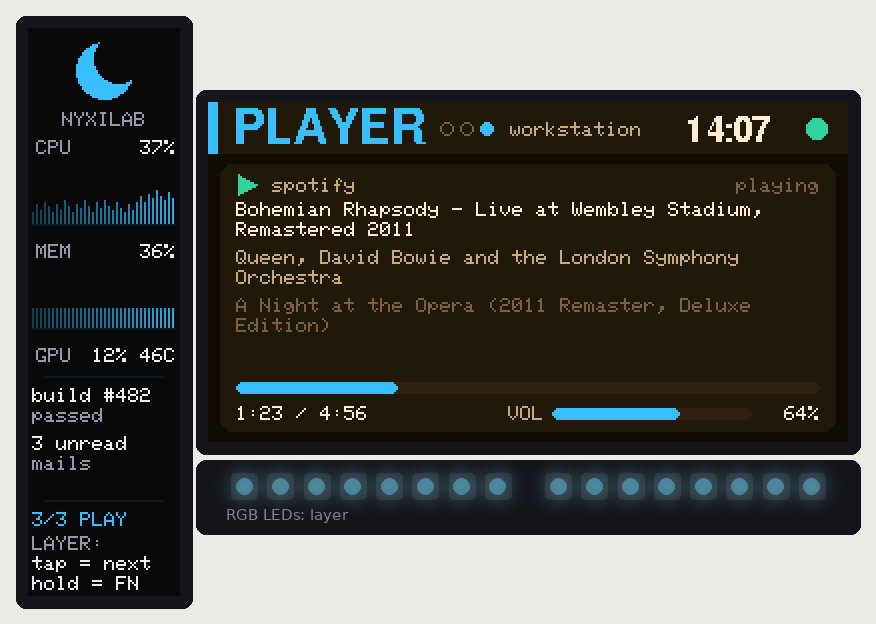 NYXILAB
CPU 37%
MEM 36%
GPU 12% 46C
build #482
passed
3 unread
mails
3/3 PLAY
LAYER:
tap = next
hold = FN
PLAYER workstation 14:07
spotify playing
Bohemian Rhapsody - Live at Wembley Stadium,
Remastered 2011
Queen, David Bowie and the London Symphony
Orchestra
A Night at the Opera (2011 Remaster, Deluxe
Edition)
1:23 / 4:56 VOL 64%
RGB LEDs: layer